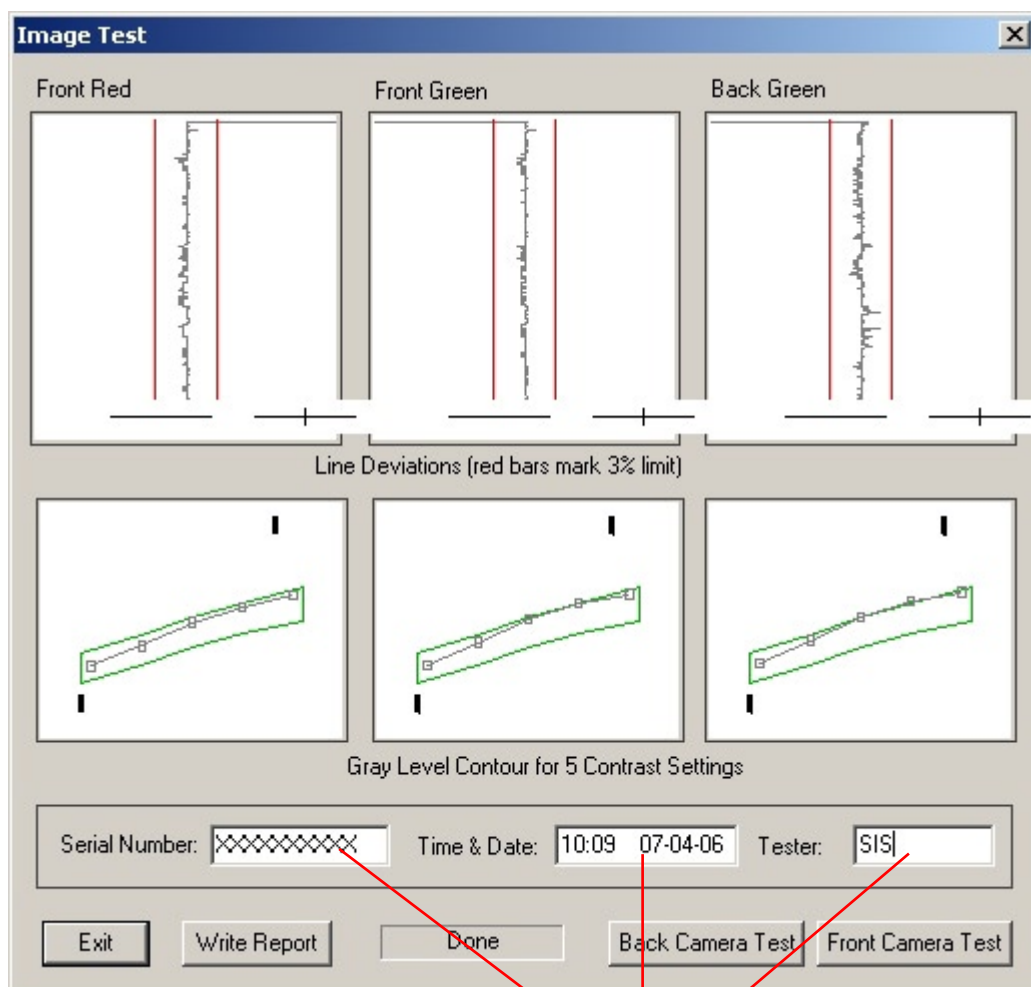 Image Test
Front Red Front Green Back Green
Line Deviations (red bars mark 3% limit)
Gray Level Contour for 5 Contrast Settings
Serial Number: XXXXXXXXXX Time & Date: 10:09 07-04-06 Tester: SIS
Exit Write Report Done Back Camera Test Front Camera Test